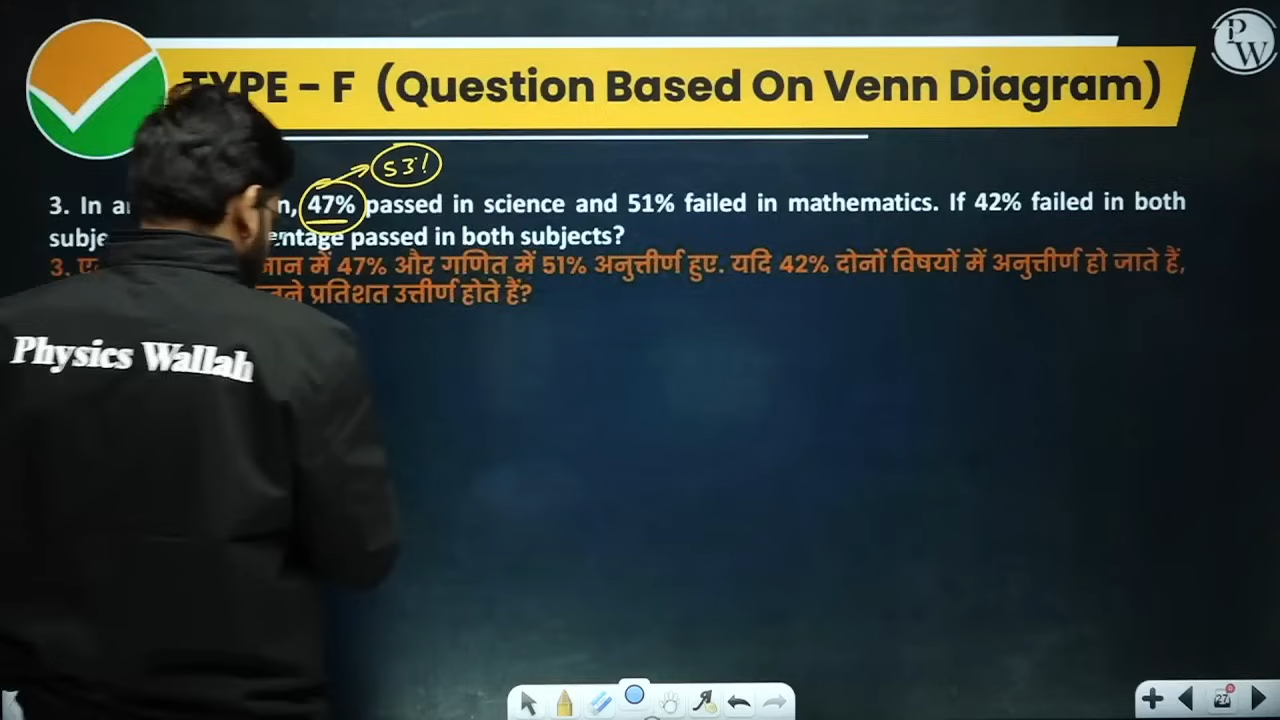 PW
TYPE - F (Question Based On Venn Diagram)
53%
3. In 47% passed in science and 51% failed in mathematics. If 42% failed in both
passed in both subjects?
3. में 47% और गणित में 51% अनुत्तीर्ण हुए. यदि 42% दोनों विषयों में अनुत्तीर्ण हो जाते हैं,
प्रतिशत उत्तीर्ण होते हैं?
Physics Wallah
27